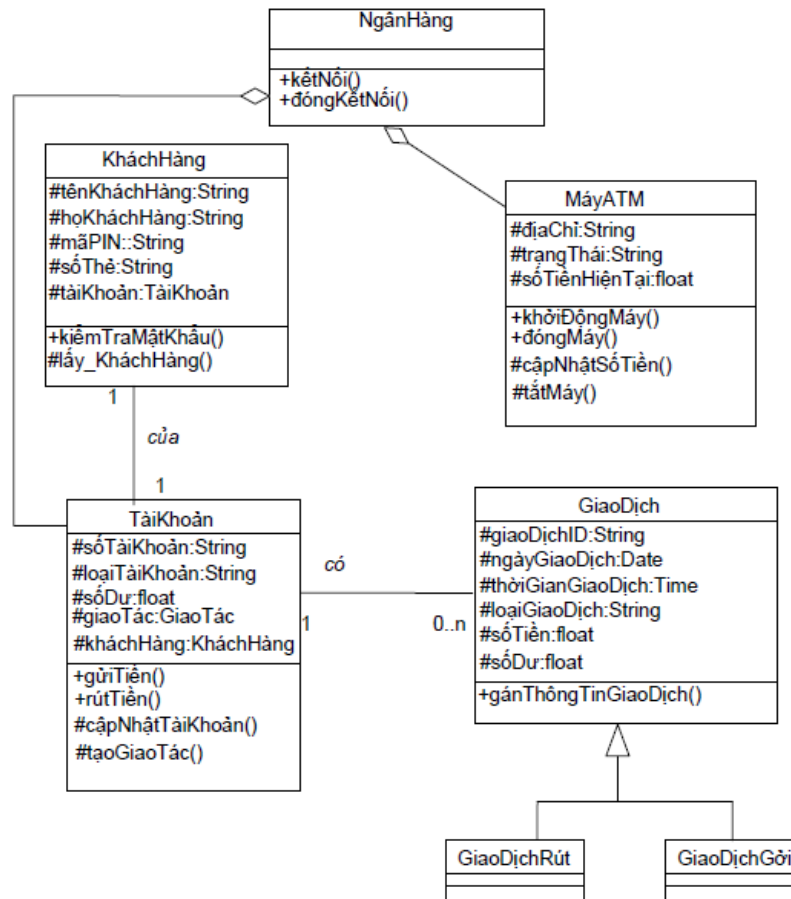 NgânHàng
+kếtNối()
+đóngKếtNối()
KháchHàng
#tênKháchHàng:String
#họKháchHàng:String
#mãPIN::String
#sốThẻ:String
#tàiKhoản:TàiKhoản
+kiểmTraMậtKhẩu()
#lấy_KháchHàng()
MáyATM
#địaChỉ:String
#trạngThái:String
#sốTiềnHiệnTại:float
+khởiĐộngMáy()
+đóngMáy()
#cậpNhậtSốTiền()
#tắtMáy()
1
của
1
TàiKhoản
#sốTàiKhoản:String
#loạiTàiKhoản:String
#sốDư:float
#giaoTác:GiaoTác
#kháchHàng:KháchHàng
+gửiTiền()
+rútTiền()
#cậpNhậtTàiKhoản()
#tạoGiaoTác()
có
1
0..n
GiaoDịch
#giaoDịchID:String
#ngàyGiaoDịch:Date
#thờiGianGiaoDịch:Time
#loạiGiaoDịch:String
#sốTiền:float
#sốDư:float
+gánThôngTinGiaoDịch()
GiaoDịchRút
GiaoDịchGởi